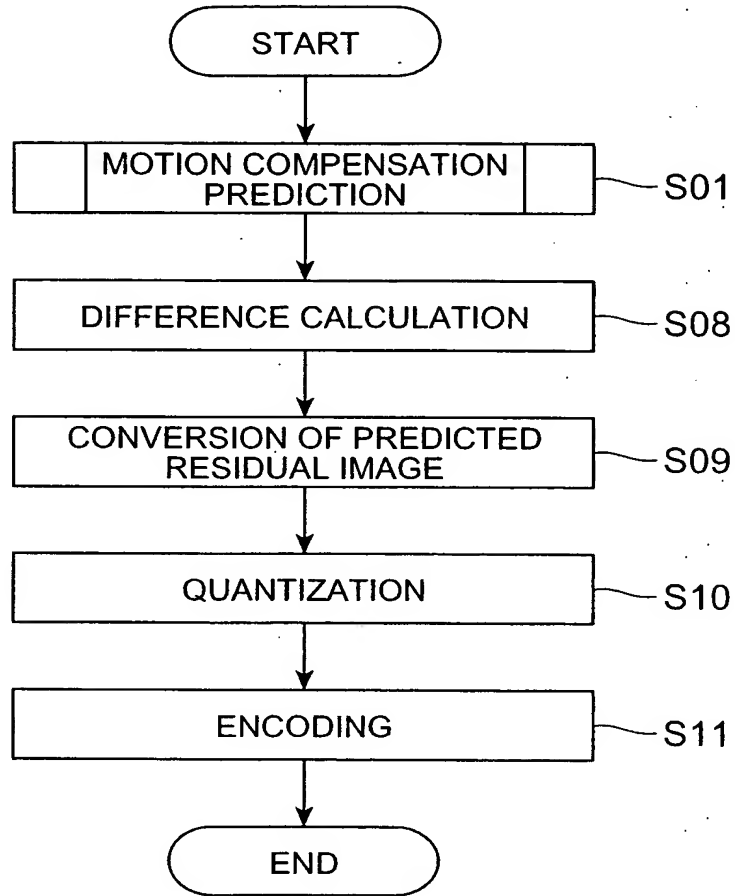 START
MOTION COMPENSATION
PREDICTION
S01
DIFFERENCE CALCULATION
S08
CONVERSION OF PREDICTED
RESIDUAL IMAGE
S09
QUANTIZATION
S10
ENCODING
S11
END